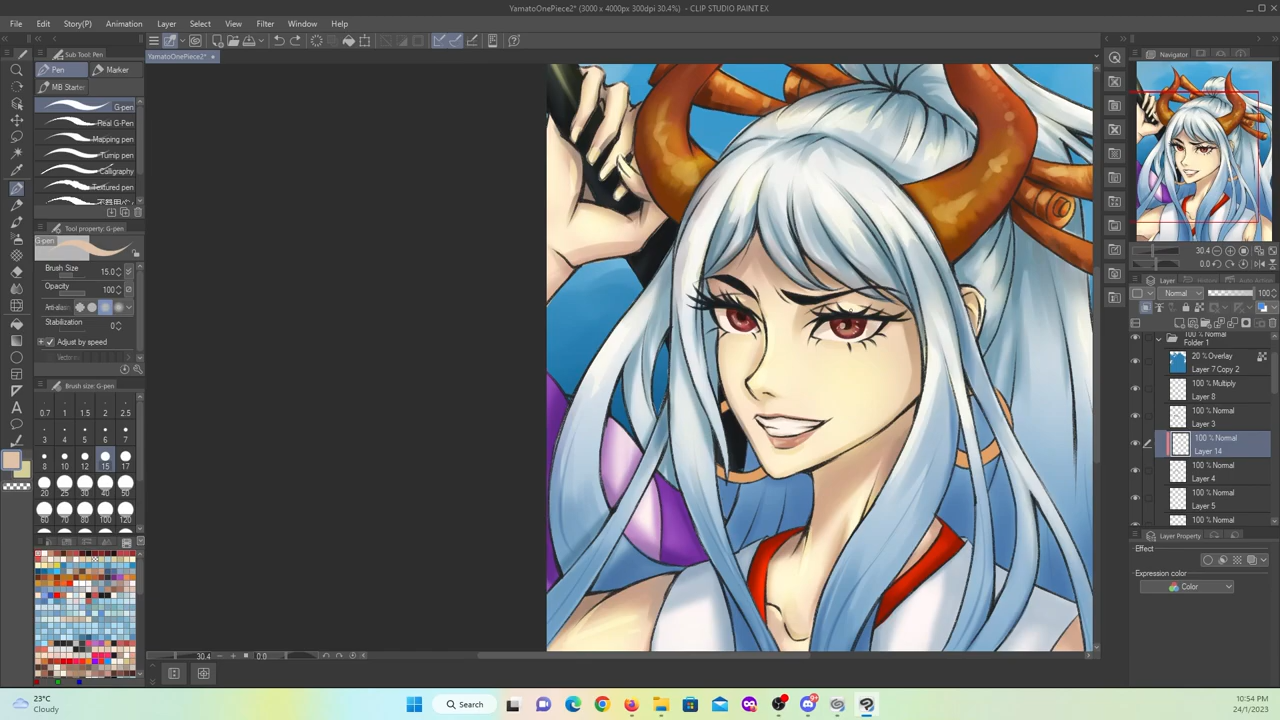 YamatoOnePiece2* (3000 x 4000px 300dpi 30.4%) - CLIP STUDIO PAINT EX
File Edit Story(P) Animation Layer Select View Filter Window Help
YamatoOnePiece2*
Sub Tool: Pen
Pen Marker
MB Starte
G-pen
Real G-Pen
Mapping pen
Turnip pen
Calligraphy
Textured pen
Tool property: G-pen
G-pen
Brush Size 15.0
Opacity 100
Anti-alias
Stabilization 0
Adjust by speed
Brush size: G-pen
0.7 1 1.5 2 2.5
3 4 5 6 7
8 10 12 15 17
20 25 30 40 50
60 70 80 100 120
30.4 0.0
Navigator
30.4
0.0
Layer
Normal 100
100 % Normal
Folder 1
20 % Overlay
Layer 7 Copy 2
100 % Multiply
Layer 8
100 % Normal
Layer 3
100 % Normal
Layer 14
100 % Normal
Layer 4
100 % Normal
Layer 5
100 % Normal
Layer Property
Effect
Expression color
Color
23°C
Cloudy
Search
9+
10:54 PM
24/1/2023